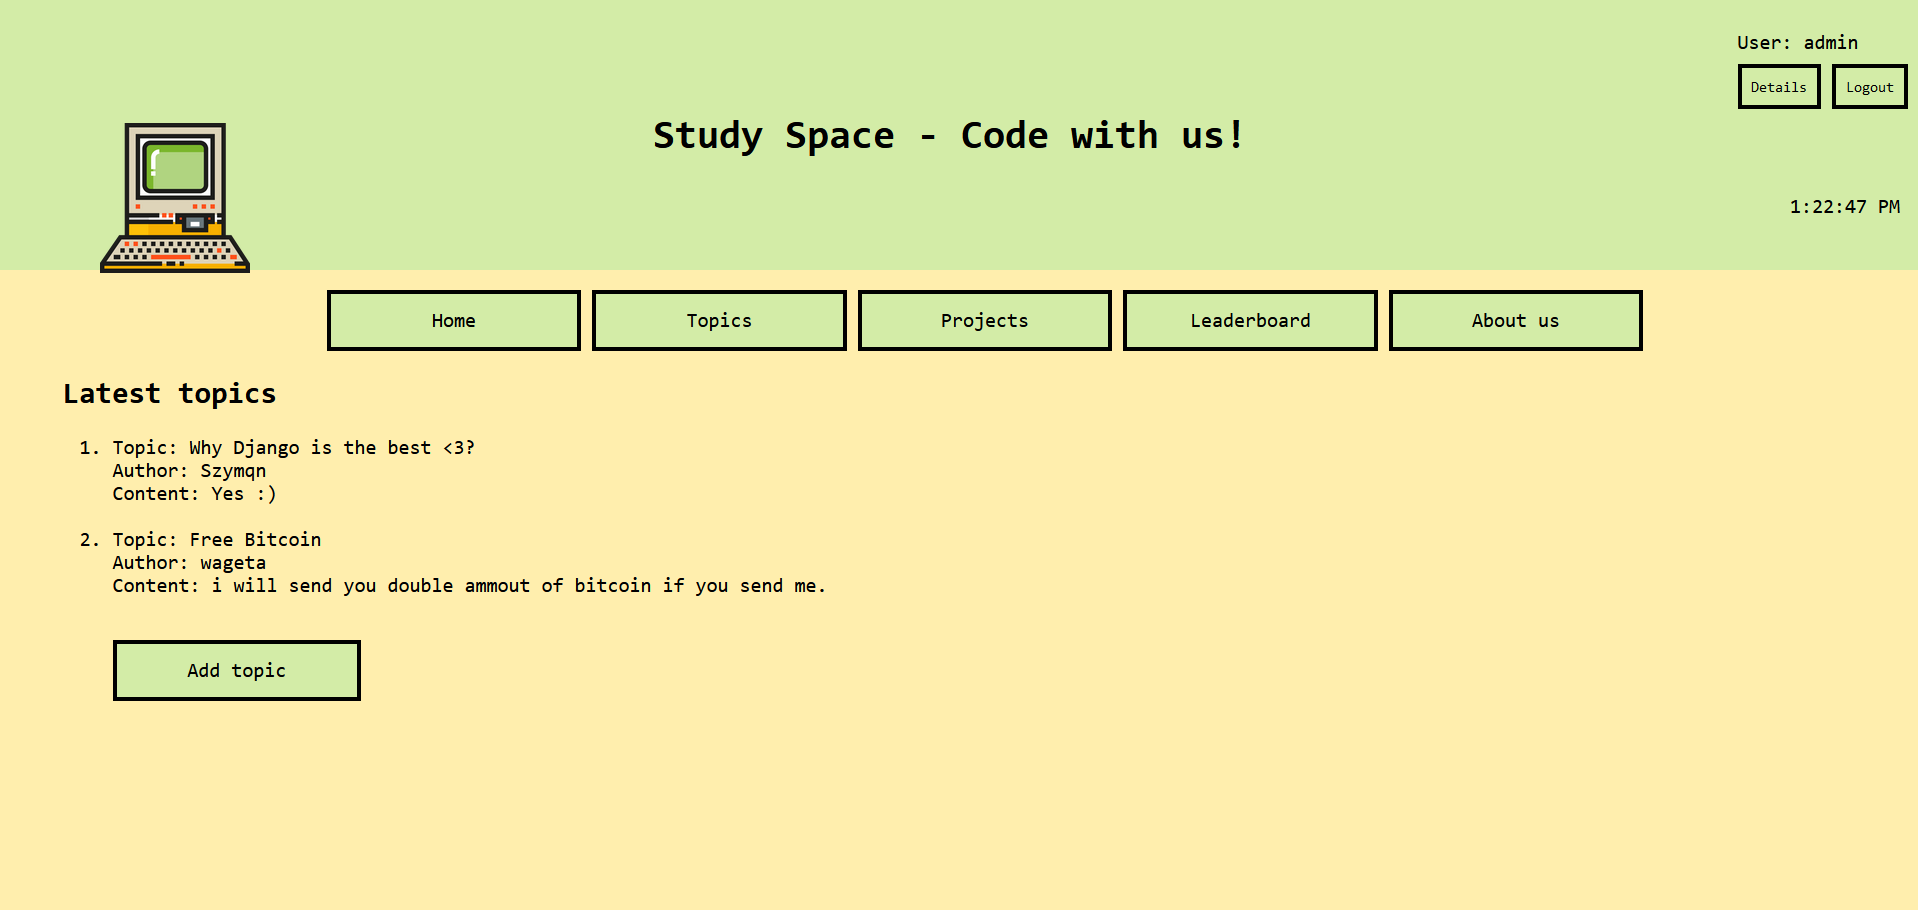 User: admin
Details Logout
Study Space - Code with us!
1:22:47 PM
Home Topics Projects Leaderboard About us
Latest topics
1. Topic: Why Django is the best <3?
Author: Szymqn
Content: Yes :)
2. Topic: Free Bitcoin
Author: wageta
Content: i will send you double ammout of bitcoin if you send me.
Add topic